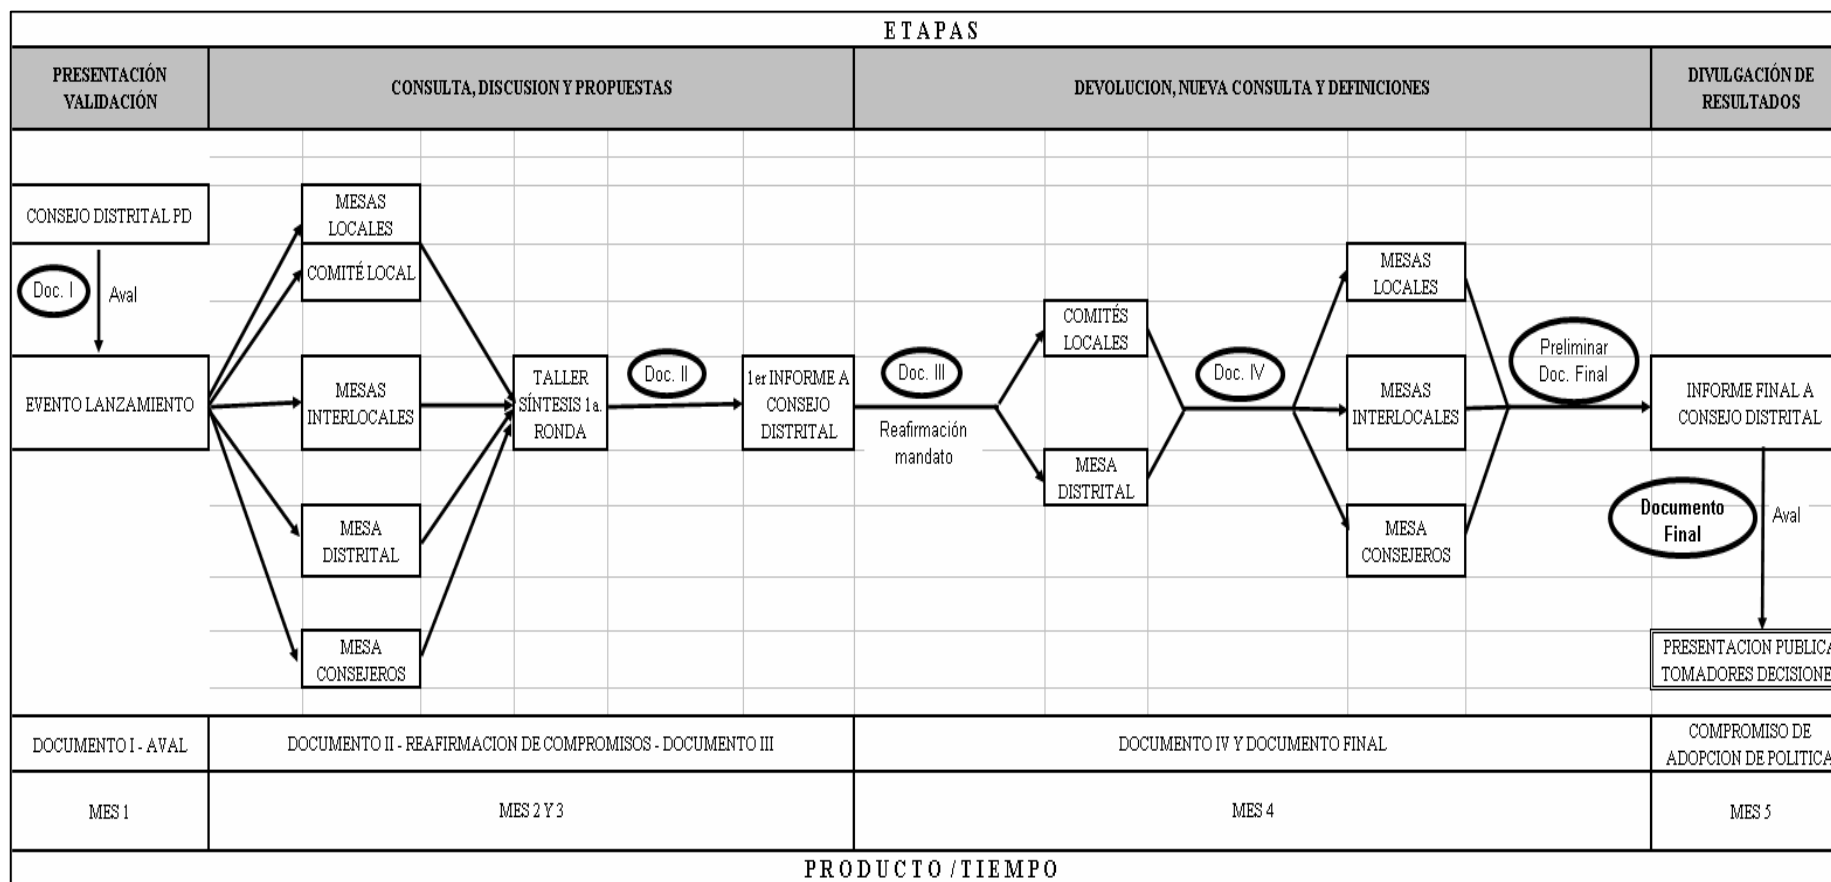 ETAPAS
PRESENTACIÓN
VALIDACIÓN
CONSULTA, DISCUSION Y PROPUESTAS
DEVOLUCION, NUEVA CONSULTA Y DEFINICIONES
DIVULGACIÓN DE
RESULTADOS
CONSEJO DISTRITAL PD
Doc. I
Aval
EVENTO LANZAMIENTO
MESAS
LOCALES
COMITÉ LOCAL
MESAS
INTERLOCALES
MESA
DISTRITAL
MESA
CONSEJEROS
TALLER
SÍNTESIS 1a.
RONDA
Doc. II
1er INFORME A
CONSEJO
DISTRITAL
Doc. III
Reafirmación
mandato
COMITÉS
LOCALES
MESA
DISTRITAL
Doc. IV
MESAS
LOCALES
MESAS
INTERLOCALES
MESA
CONSEJEROS
Preliminar
Doc. Final
INFORME FINAL A
CONSEJO DISTRITAL
Documento
Final
Aval
PRESENTACION PUBLICA
TOMADORES DECISIONE
DOCUMENTO I - AVAL
DOCUMENTO II - REAFIRMACION DE COMPROMISOS - DOCUMENTO III
DOCUMENTO IV Y DOCUMENTO FINAL
COMPROMISO DE
ADOPCION DE POLITICA
MES 1
MES 2 Y 3
MES 4
MES 5
PRODUCTO / TIEMPO